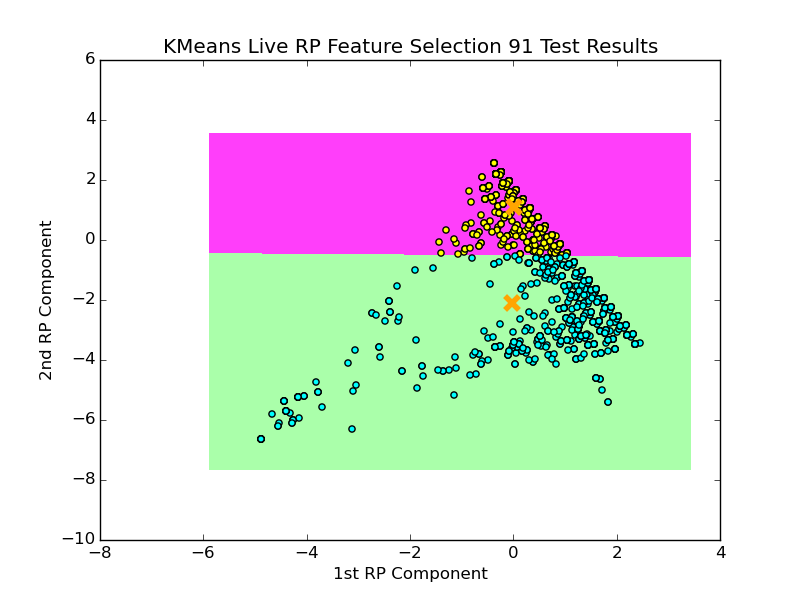 KMeans Live RP Feature Selection 91 Test Results
6
4
2
0
−2
−4
−6
−8
−10
2nd RP Component
−8 −6 −4 −2 0 2 4
1st RP Component